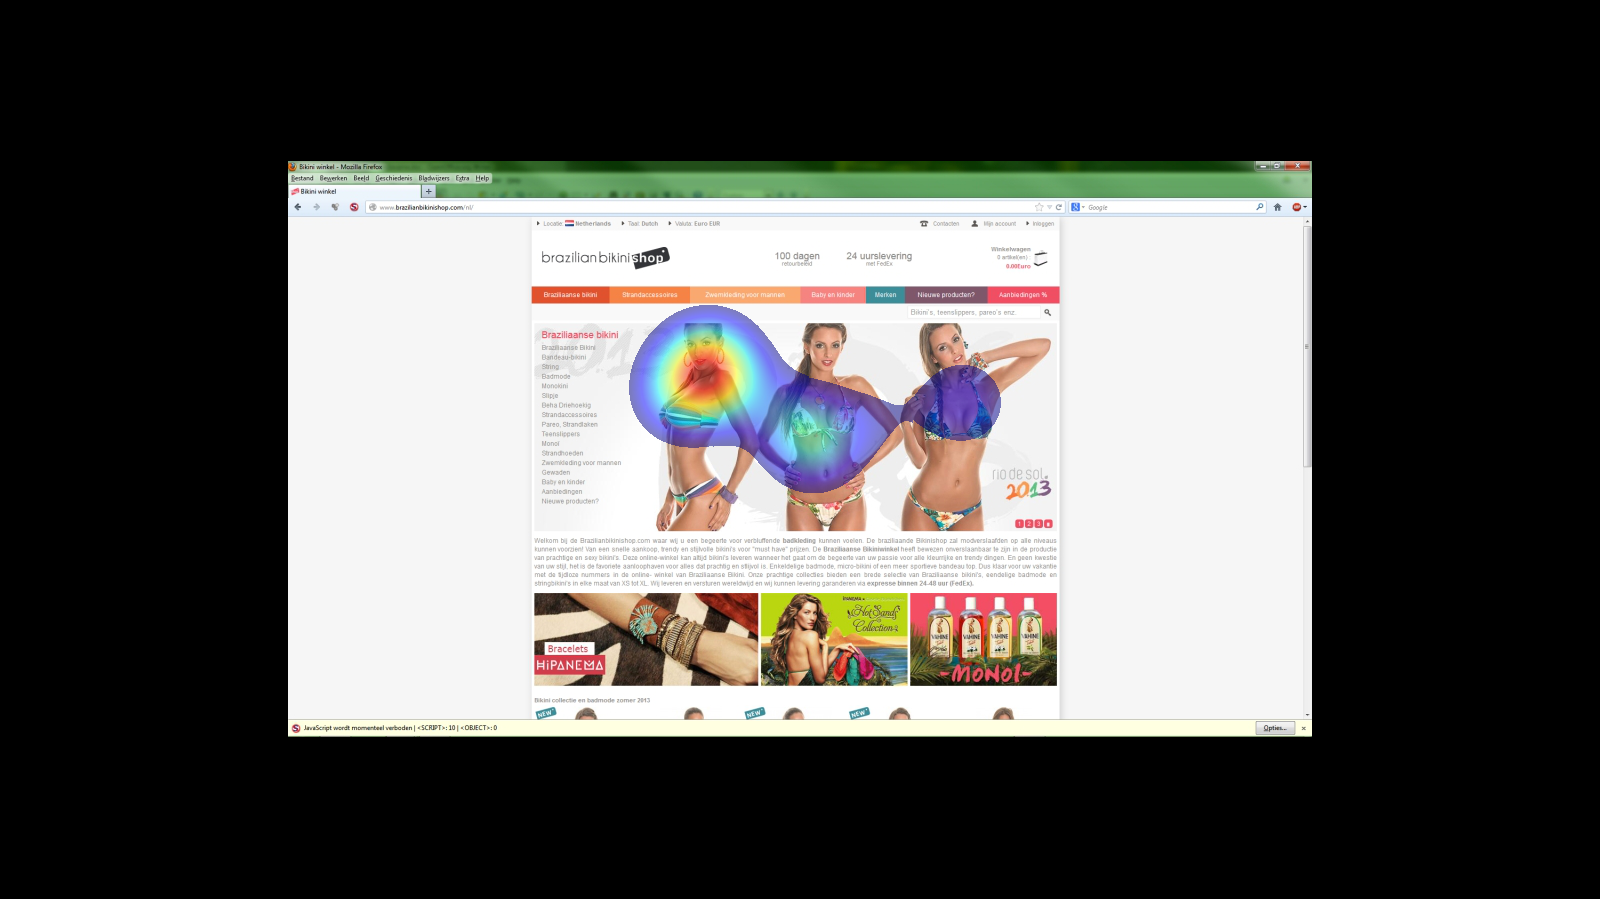 Bikini winkel - Mozilla Firefox
Bestand Bewerken Beeld Geschiedenis Bladwijzers Extra Help
Bikini winkel
www.brazilianbikinishop.com/nl/
Google
Locatie Netherlands Taal: Dutch Valuta: Euro EUR
Contacten Mijn account Inloggen
brazilian bikini shop
100 dagen
retourbeleid
24 uurslevering
met FedEx
Winkelwagen
0 artikel(en)
0.00Euro
Braziliaanse bikini Strandaccessoires Zwemkleding voor mannen Baby en kinder Merken Nieuwe producten? Aanbiedingen %
Bikini's, teenslippers, pareo's enz.
Braziliaanse bikini
Braziliaanse Bikini
Bandeau-bikini
String
Badmode
Monokini
Slipje
Beha Driehoekig
Strandaccessoires
Pareo, Strandlaken
Teenslippers
Monoï
Strandhoeden
Zwemkleding voor mannen
Gewaden
Baby en kinder
Aanbiedingen
Nieuwe producten?
rio de sol
2013
1 2 3
Welkom bij de Brazilianbikinishop.com waar wij u een begeerte voor verbluffende badkleding kunnen voelen. De braziliaande Bikinishop zal modverslaafden op alle niveaus
kunnen voorzien! Van een snelle aankoop, trendy en stijlvolle bikini's voor "must have" prijzen. De Braziliaanse Bikiniwinkel heeft bewezen onverslaanbaar te zijn in de productie
van prachtige en sexy bikini's. Deze online-winkel kan altijd bikini's leveren wanneer het gaat om de begeerte van uw passie voor alle kleurrijke en trendy dingen. En geen kwestie
van uw stijl, het is de favoriete aanloophaven voor alles dat prachtig en stijlvol is. Enkeldelige badmode, micro-bikini of een meer sportieve bandeau top. Dus klaar voor uw vakantie
met de tijdloze nummers in de online- winkel van Braziliaanse Bikini. Onze prachtige collecties bieden een brede selectie van Braziliaanse bikini's, eendelige badmode en
stringbikini's in elke maat van XS tot XL. Wij leveren en versturen wereldwijd en wij kunnen levering garanderen via expresse binnen 24-48 uur (FedEx).
Bracelets
HIPANEMA
IPANEMA
Hot Sand
Collection
VAHINE VAHINE VAHINE VAHINE
-MONOI-
Bikini collectie en badmode zomer 2013
NEW NEW NEW
JavaScript wordt momenteel verboden | <SCRIPT>: 10 | <OBJECT>: 0
Opties...